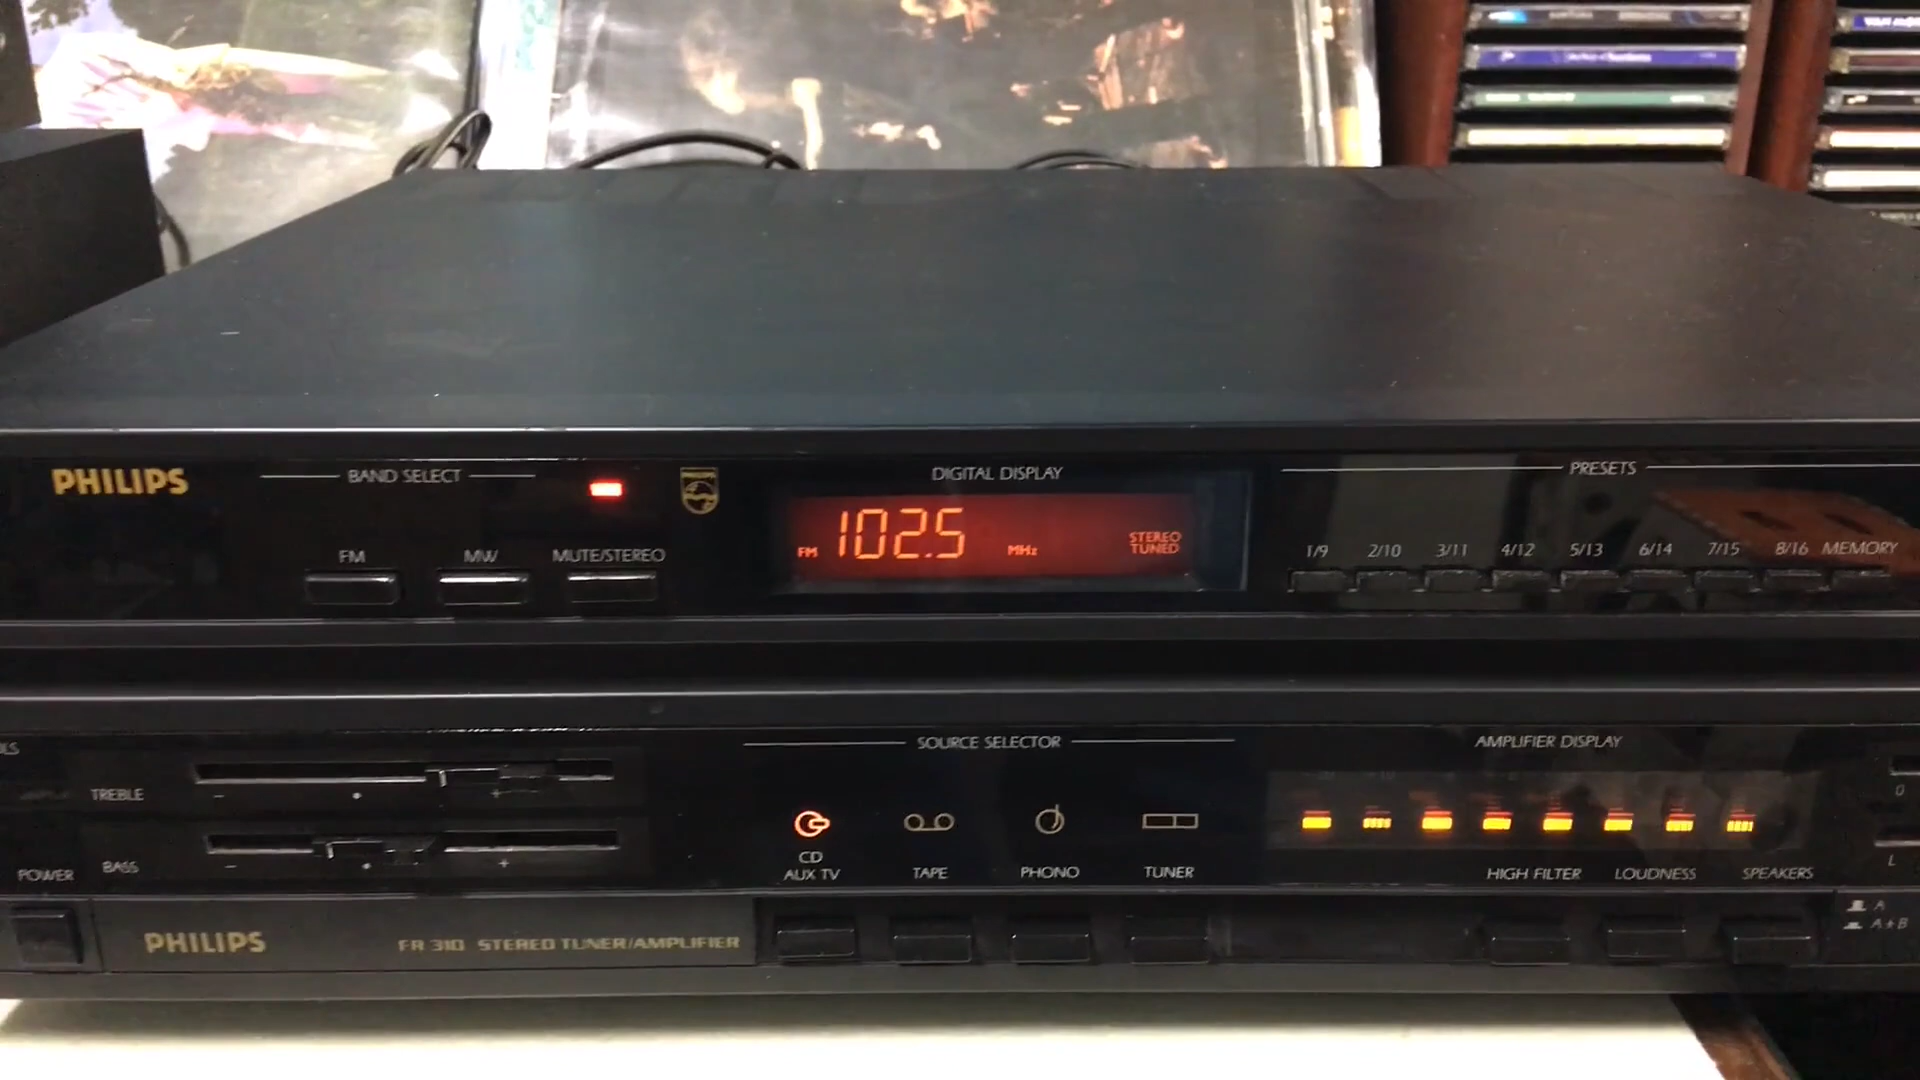 PHILIPS
BAND SELECT
DIGITAL DISPLAY
PRESETS
PHILIPS
FM
MW
MUTE/STEREO
FM 102.5 MHz
STEREO
TUNED
1/9 2/10 3/11 4/12 5/13 6/14 7/15 8/16 MEMORY
SOURCE SELECTOR
AMPLIFIER DISPLAY
TREBLE
- • +
0
BASS
- • +
L
CD
AUX TV
TAPE
PHONO
TUNER
HIGH FILTER
LOUDNESS
SPEAKERS
POWER
A
A+B
PHILIPS
FR 310 STEREO TUNER/AMPLIFIER